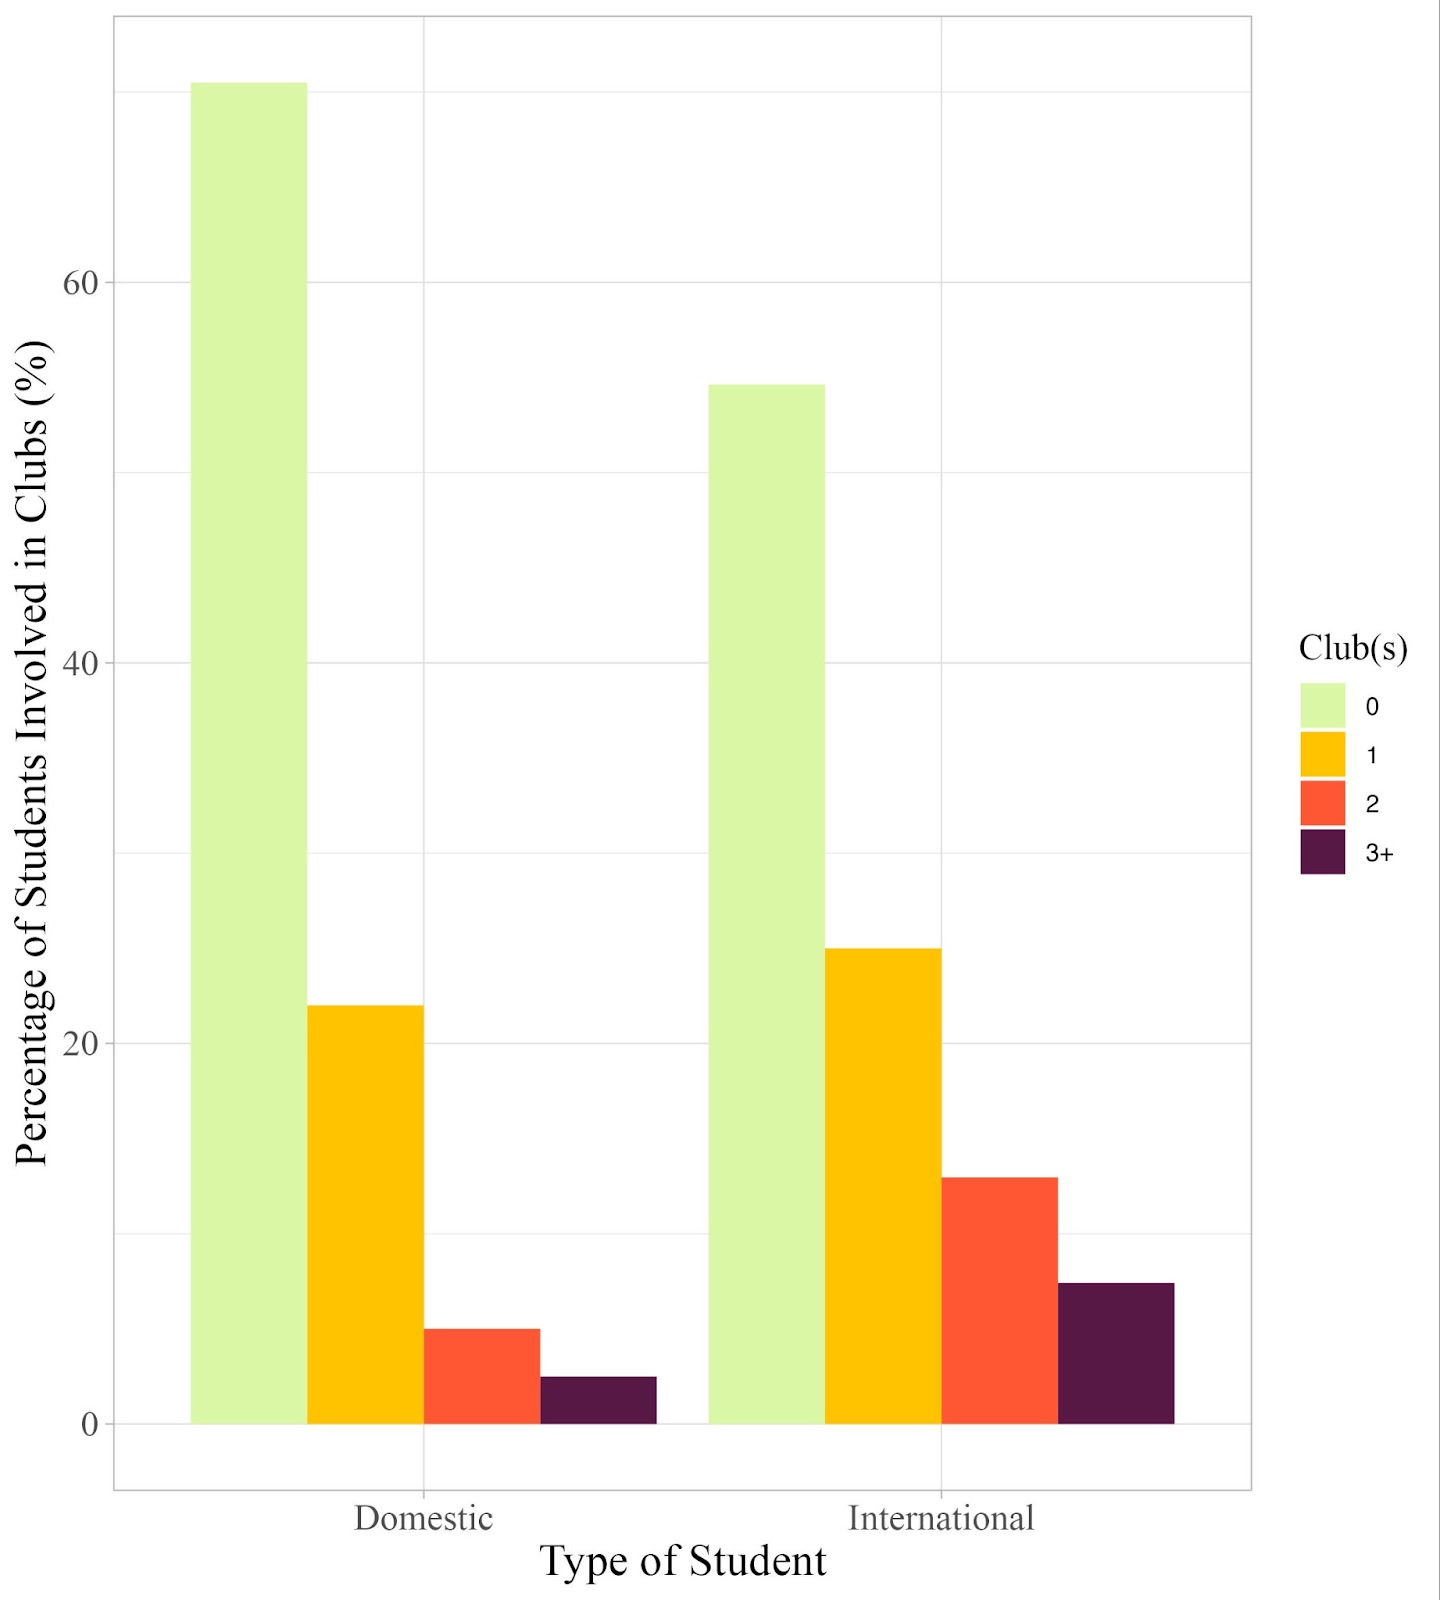 Percentage of Students Involved in Clubs (%)
60
40
20
0
Domestic
International
Type of Student
Club(s)
0
1
2
3+